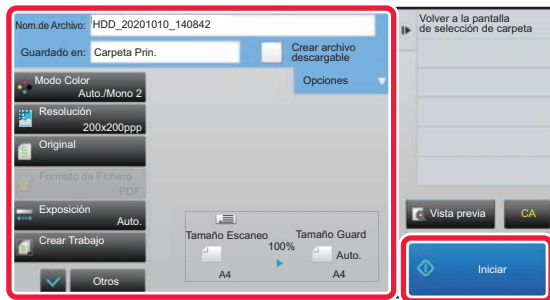 Nom.de Archivo: HDD_20201010_140842
Guardado en: Carpeta Prin.
Crear archivo
descargable
Opciones
Modo Color
Auto./Mono 2
Resolución
200x200ppp
Original
Formato de Fichero
PDF
Exposición
Auto.
Crear Trabajo
Otros
Tamaño Escaneo
100%
Tamaño Guard
Auto.
A4
A4
Volver a la pantalla
de selección de carpeta
Vista previa
CA
Iniciar